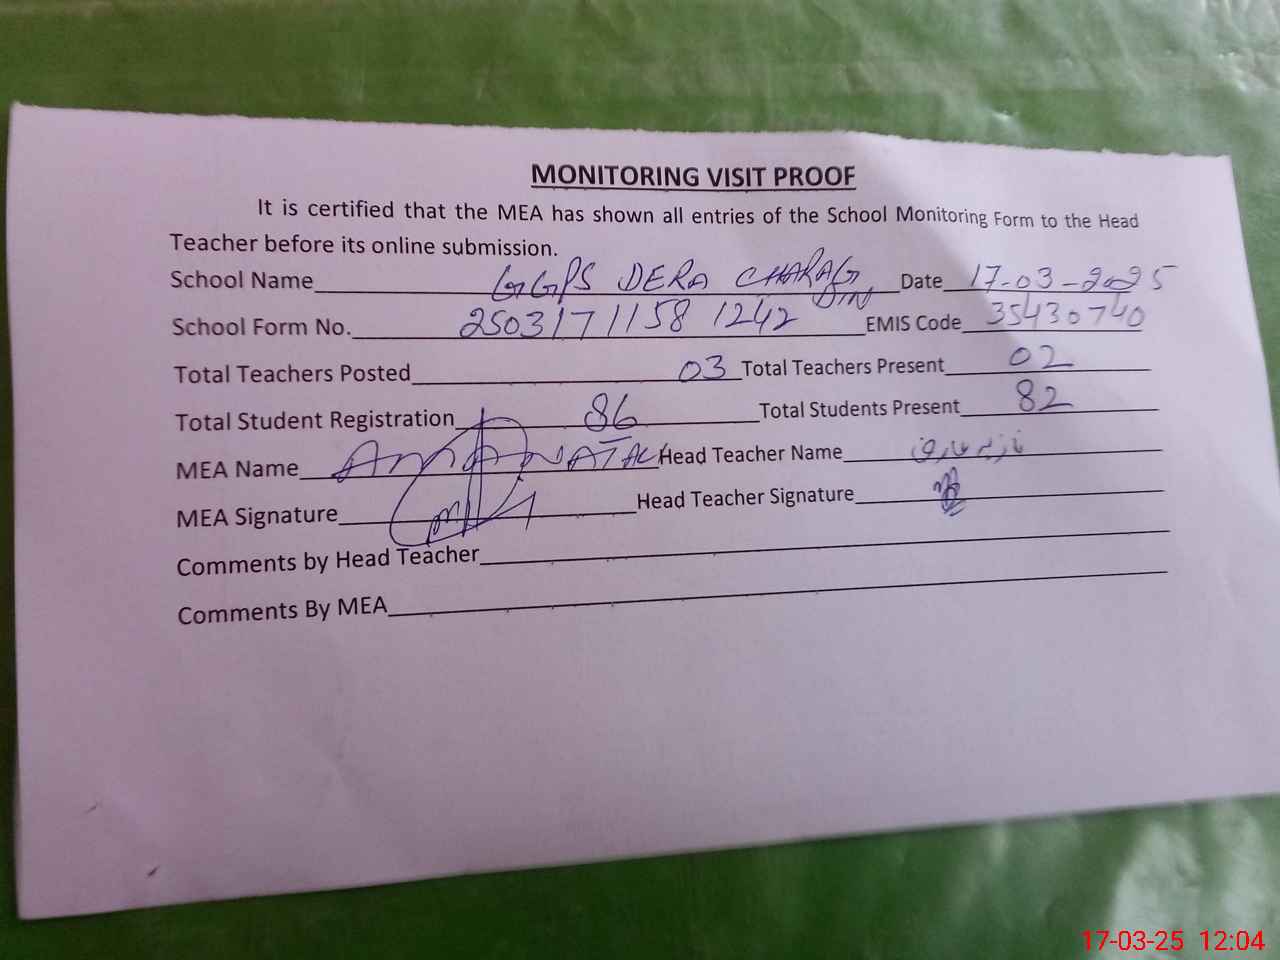 MONITORING VISIT PROOF
It is certified that the MEA has shown all entries of the School Monitoring Form to the Head
Teacher before its online submission.
School Name GGPS DERA CHARAG DIN Date 17-03-2025
School Form No. 2503171158 1242 EMIS Code 35430740
Total Teachers Posted 03 Total Teachers Present 02
Total Student Registration 86 Total Students Present 82
MEA Name Head Teacher Name
MEA Signature Head Teacher Signature
Comments by Head Teacher
Comments By MEA
17-03-25 12:04